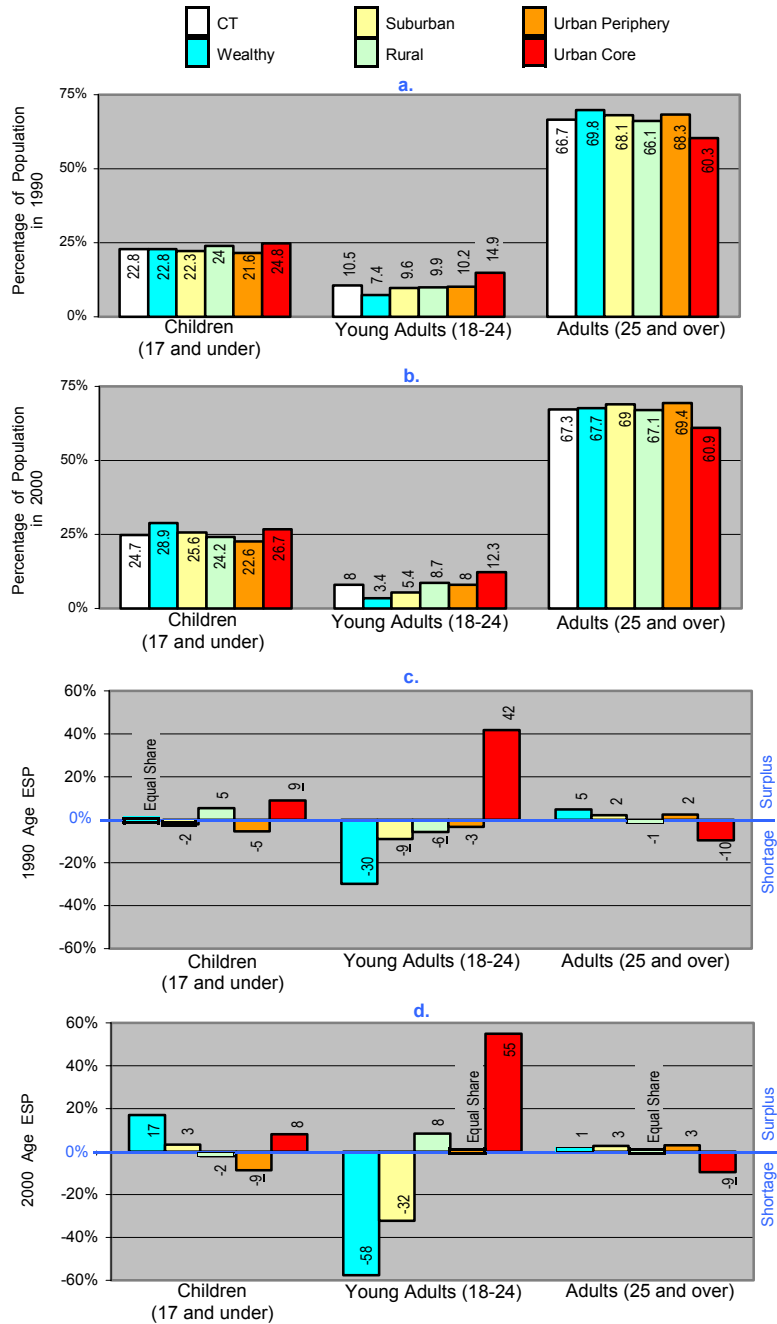 CT
Suburban
Urban Periphery
Wealthy
Rural
Urban Core
a.
Percentage of Population
in 1990
75%
50%
25%
0%
22.8
22.8
22.3
24
21.6
24.8
10.5
7.4
9.6
9.9
10.2
14.9
66.7
69.8
68.1
66.1
68.3
60.3
Children
(17 and under)
Young Adults (18-24)
Adults (25 and over)
b.
Percentage of Population
in 2000
75%
50%
25%
0%
24.7
28.9
25.6
24.2
22.6
26.7
8
3.4
5.4
8.7
8
12.3
67.3
67.7
69
67.1
69.4
60.9
Children
(17 and under)
Young Adults (18-24)
Adults (25 and over)
c.
1990 Age ESP
60%
40%
20%
0%
-20%
-40%
-60%
Equal Share
-2
5
-5
9
-30
-9
-6
-3
42
5
2
-1
2
-10
Surplus
Shortage
Children
(17 and under)
Young Adults (18-24)
Adults (25 and over)
d.
2000 Age ESP
60%
40%
20%
0%
-20%
-40%
-60%
17
3
-2
-9
8
-58
-32
8
Equal Share
55
1
3
Equal Share
3
-9
Surplus
Shortage
Children
(17 and under)
Young Adults (18-24)
Adults (25 and over)